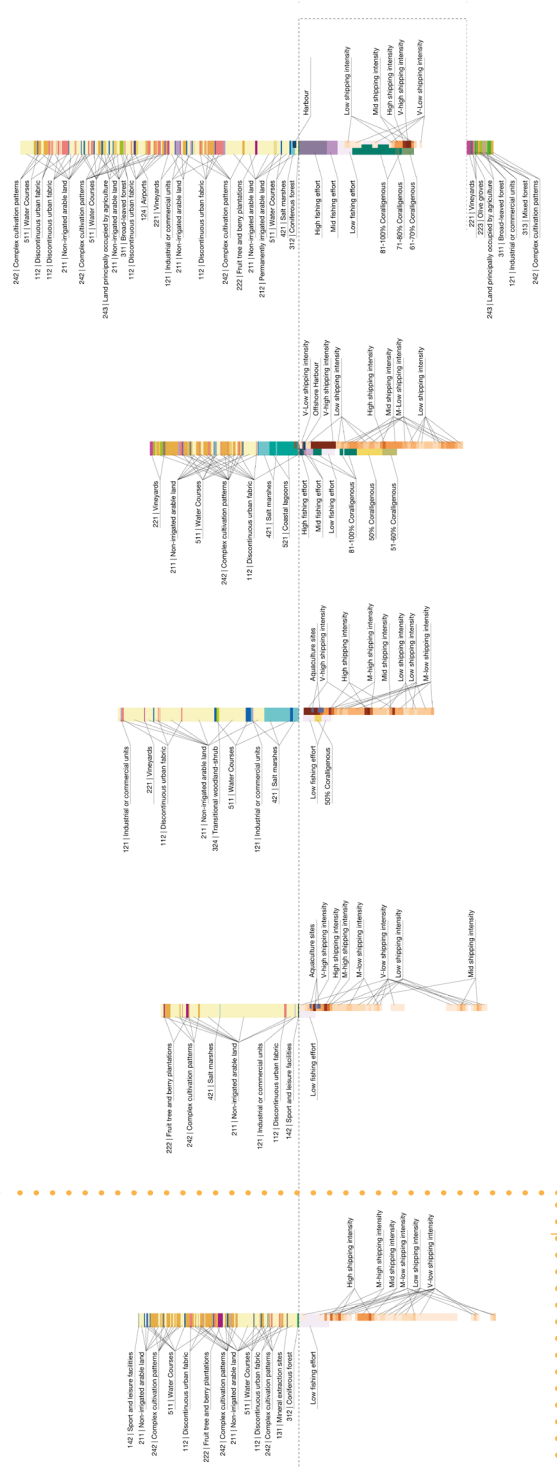 242 | Complex cultivation patterns
511 | Water Courses
112 | Discontinuous urban fabric
112 | Discontinuous urban fabric
211 | Non-irigated arable land
242 | Complex cultivation patterns
511 | Water Courses
243 | Land principally occupied by agriculture
211 | Non-irigated arable land
311 | Broad-leaved forest
112 | Discontinuous urban fabric
124 | Airports
221 | Vineyards
121 | Industrial or commercial units
211 | Non-irigated arable land
112 | Discontinuous urban fabric
242 | Complex cultivation patterns
222 | Fruit tree and berry plantations
211 | Non-irigated arable land
212 | Permanently irrigated arable land
511 | Water Courses
421 | Salt marshes
312 | Coniferous forest
Harbour
High fishing effort
Mid fishing effort
Low fishing effort
Low shipping intensity
Mid shipping intensity
High shipping intensity
V-high shipping intensity
V-Low shipping intensity
81-100% Coralligenous
71-80% Coralligenous
61-70% Coralligenous
221 | Vineyards
223 | Olive groves
243 | Land principally occupied by agriculture
311 | Broad-leaved forest
121 | Industrial or commercial units
313 | Mixed forest
242 | Complex cultivation patterns
221 | Vineyards
211 | Non-irigated arable land
511 | Water Courses
242 | Complex cultivation patterns
112 | Discontinuous urban fabric
421 | Salt marshes
521 | Coastal lagoons
High fishing effort
Mid fishing effort
Low fishing effort
81-100% Coralligenous
50% Coralligenous
51-60% Coralligenous
V-Low shipping intensity
Offshore Harbour
V-high shipping intensity
Low shipping intensity
High shipping intensity
Mid shipping intensity
M-Low shipping intensity
Low shipping intensity
121 | Industrial or commercial units
221 | Vineyards
112 | Discontinuous urban fabric
211 | Non-irigated arable land
324 | Transitional woodland-shrub
511 | Water Courses
121 | Industrial or commercial units
421 | Salt marshes
Low fishing effort
50% Coralligenous
Aquaculture sites
V-high shipping intensity
High shipping intensity
M-high shipping intensity
Mid shipping intensity
Low shipping intensity
Low shipping intensity
M-low shipping intensity
222 | Fruit tree and berry plantations
242 | Complex cultivation patterns
421 | Salt marshes
211 | Non-irigated arable land
121 | Industrial or commercial units
112 | Discontinuous urban fabric
142 | Sport and leisure facilities
Low fishing effort
Aquaculture sites
V-high shipping intensity
High shipping intensity
M-high shipping intensity
M-low shipping intensity
V-low shipping intensity
Low shipping intensity
Mid shipping intensity
142 | Sport and leisure facilities
211 | Non-irigated arable land
242 | Complex cultivation patterns
511 | Water Courses
112 | Discontinuous urban fabric
222 | Fruit tree and berry plantations
242 | Complex cultivation patterns
211 | Non-irigated arable land
511 | Water Courses
112 | Discontinuous urban fabric
242 | Complex cultivation patterns
131 | Mineral extraction sites
312 | Coniferous forest
Low fishing effort
High shipping intensity
M-high shipping intensity
Mid shipping intensity
M-low shipping intensity
Low shipping intensity
V-low shipping intensity